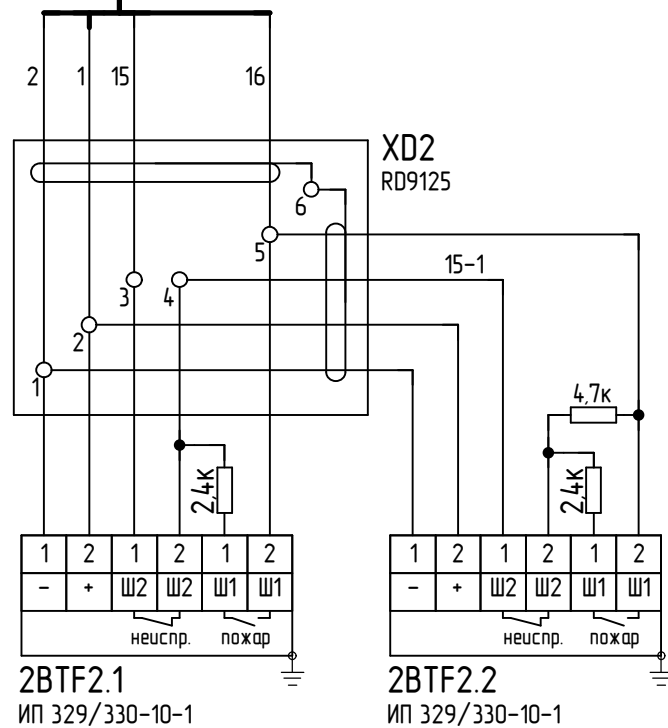 2 1 15 16
XD2
RD9125
6
5
15-1
3 4
2
1
4,7к
2,4к 2,4к
1 2 1 2 1 2 1 2 1 2 1 2
- + Ш2 Ш2 Ш1 Ш1 - + Ш2 Ш2 Ш1 Ш1
неиспр. пожар неиспр. пожар
2BTF2.1 2BTF2.2
ИП 329/330-10-1 ИП 329/330-10-1